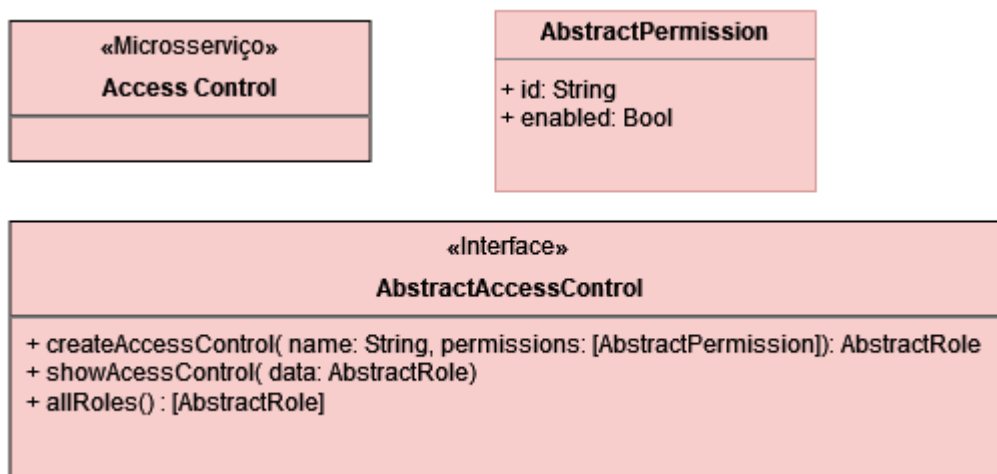 «Microsserviço»
Access Control
AbstractPermission
+ id: String
+ enabled: Bool
«Interface»
AbstractAccessControl
+ createAccessControl( name: String, permissions: [AbstractPermission]): AbstractRole
+ showAcessControl( data: AbstractRole)
+ allRoles() : [AbstractRole]